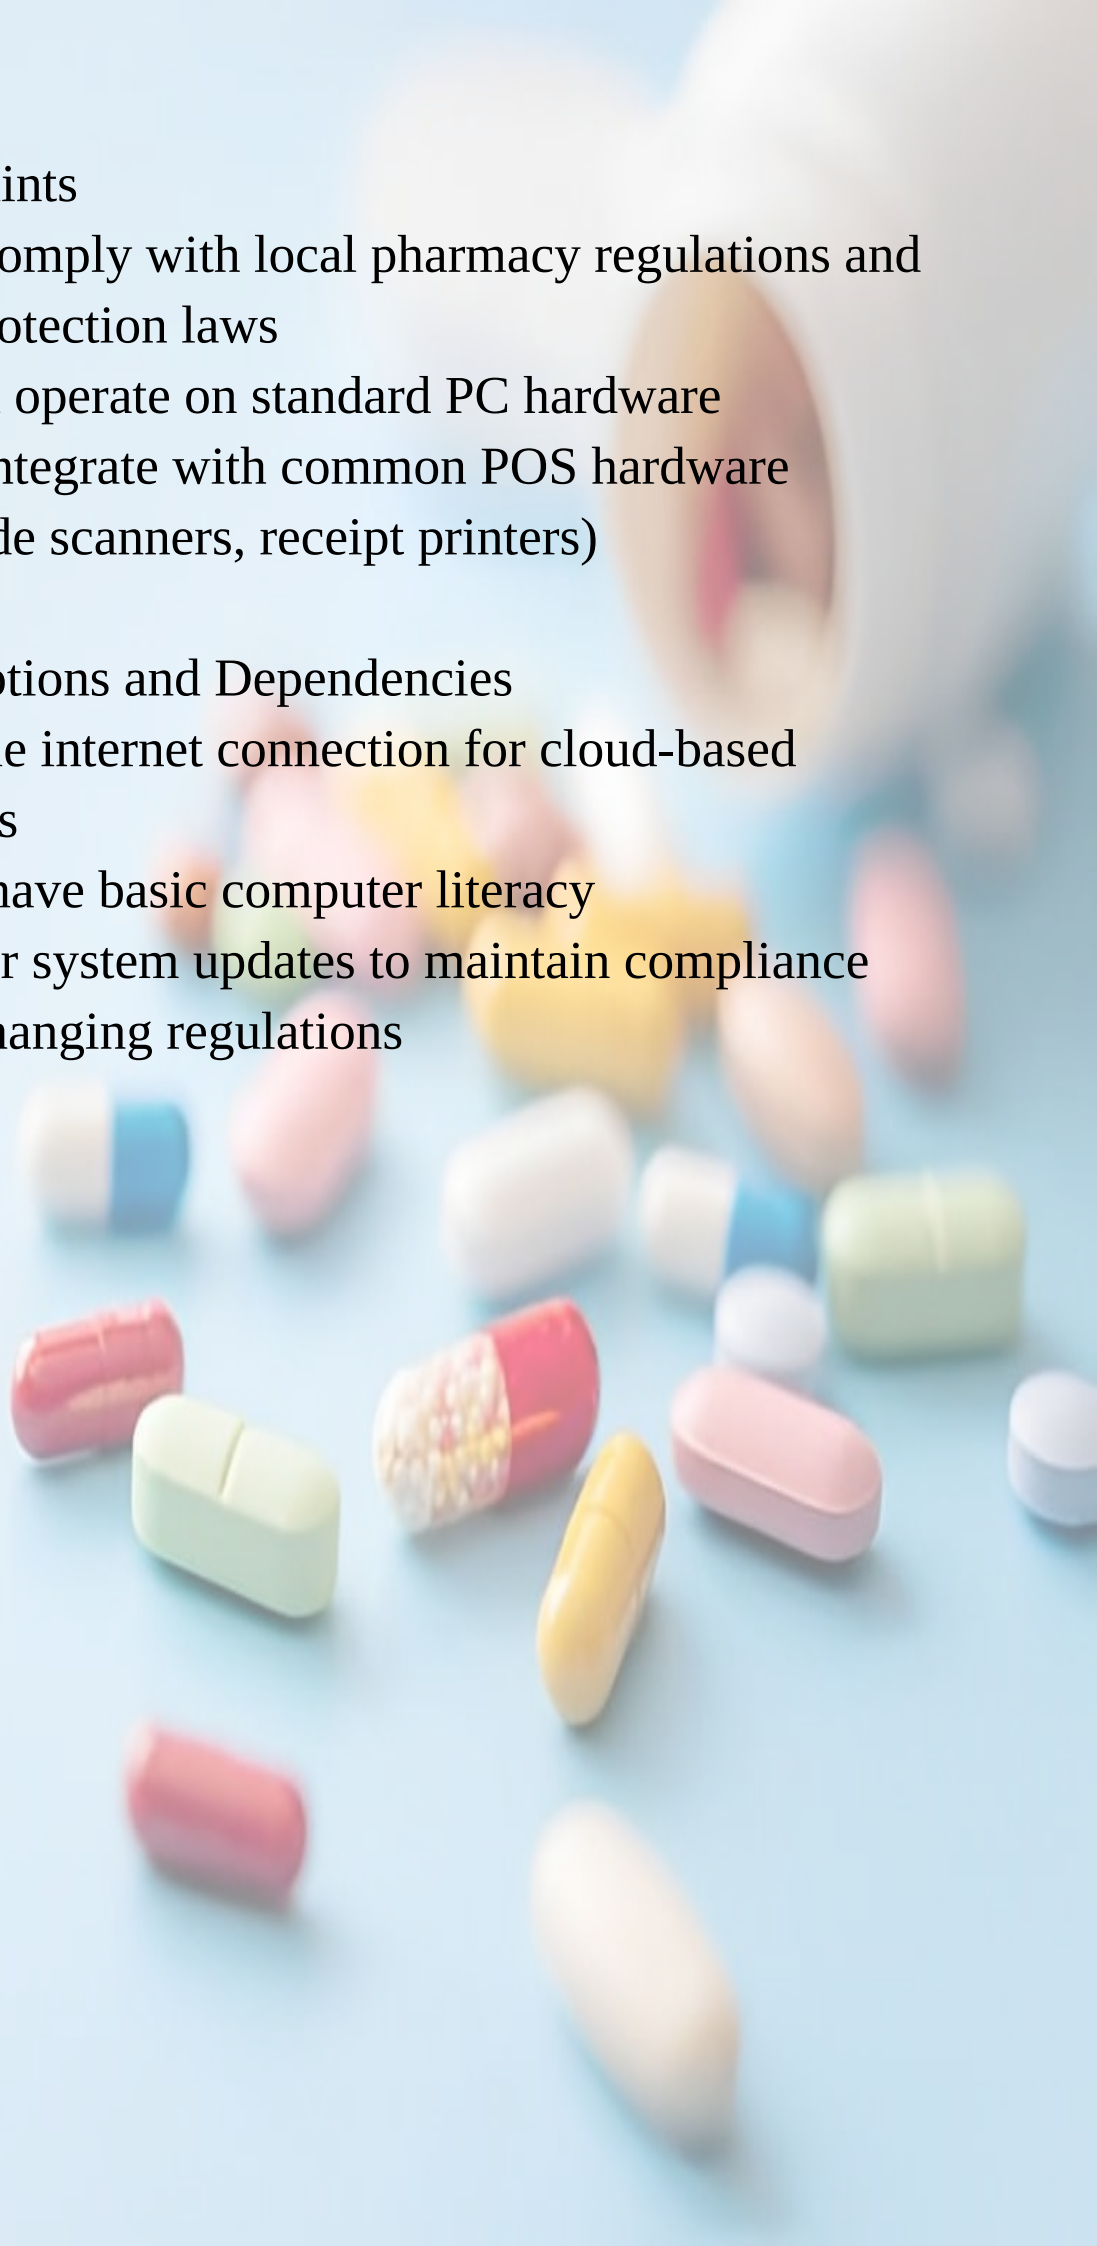 ints
omply with local pharmacy regulations and
otection laws
operate on standard PC hardware
ntegrate with common POS hardware
de scanners, receipt printers)
ptions and Dependencies
le internet connection for cloud-based
s
have basic computer literacy
r system updates to maintain compliance
hanging regulations